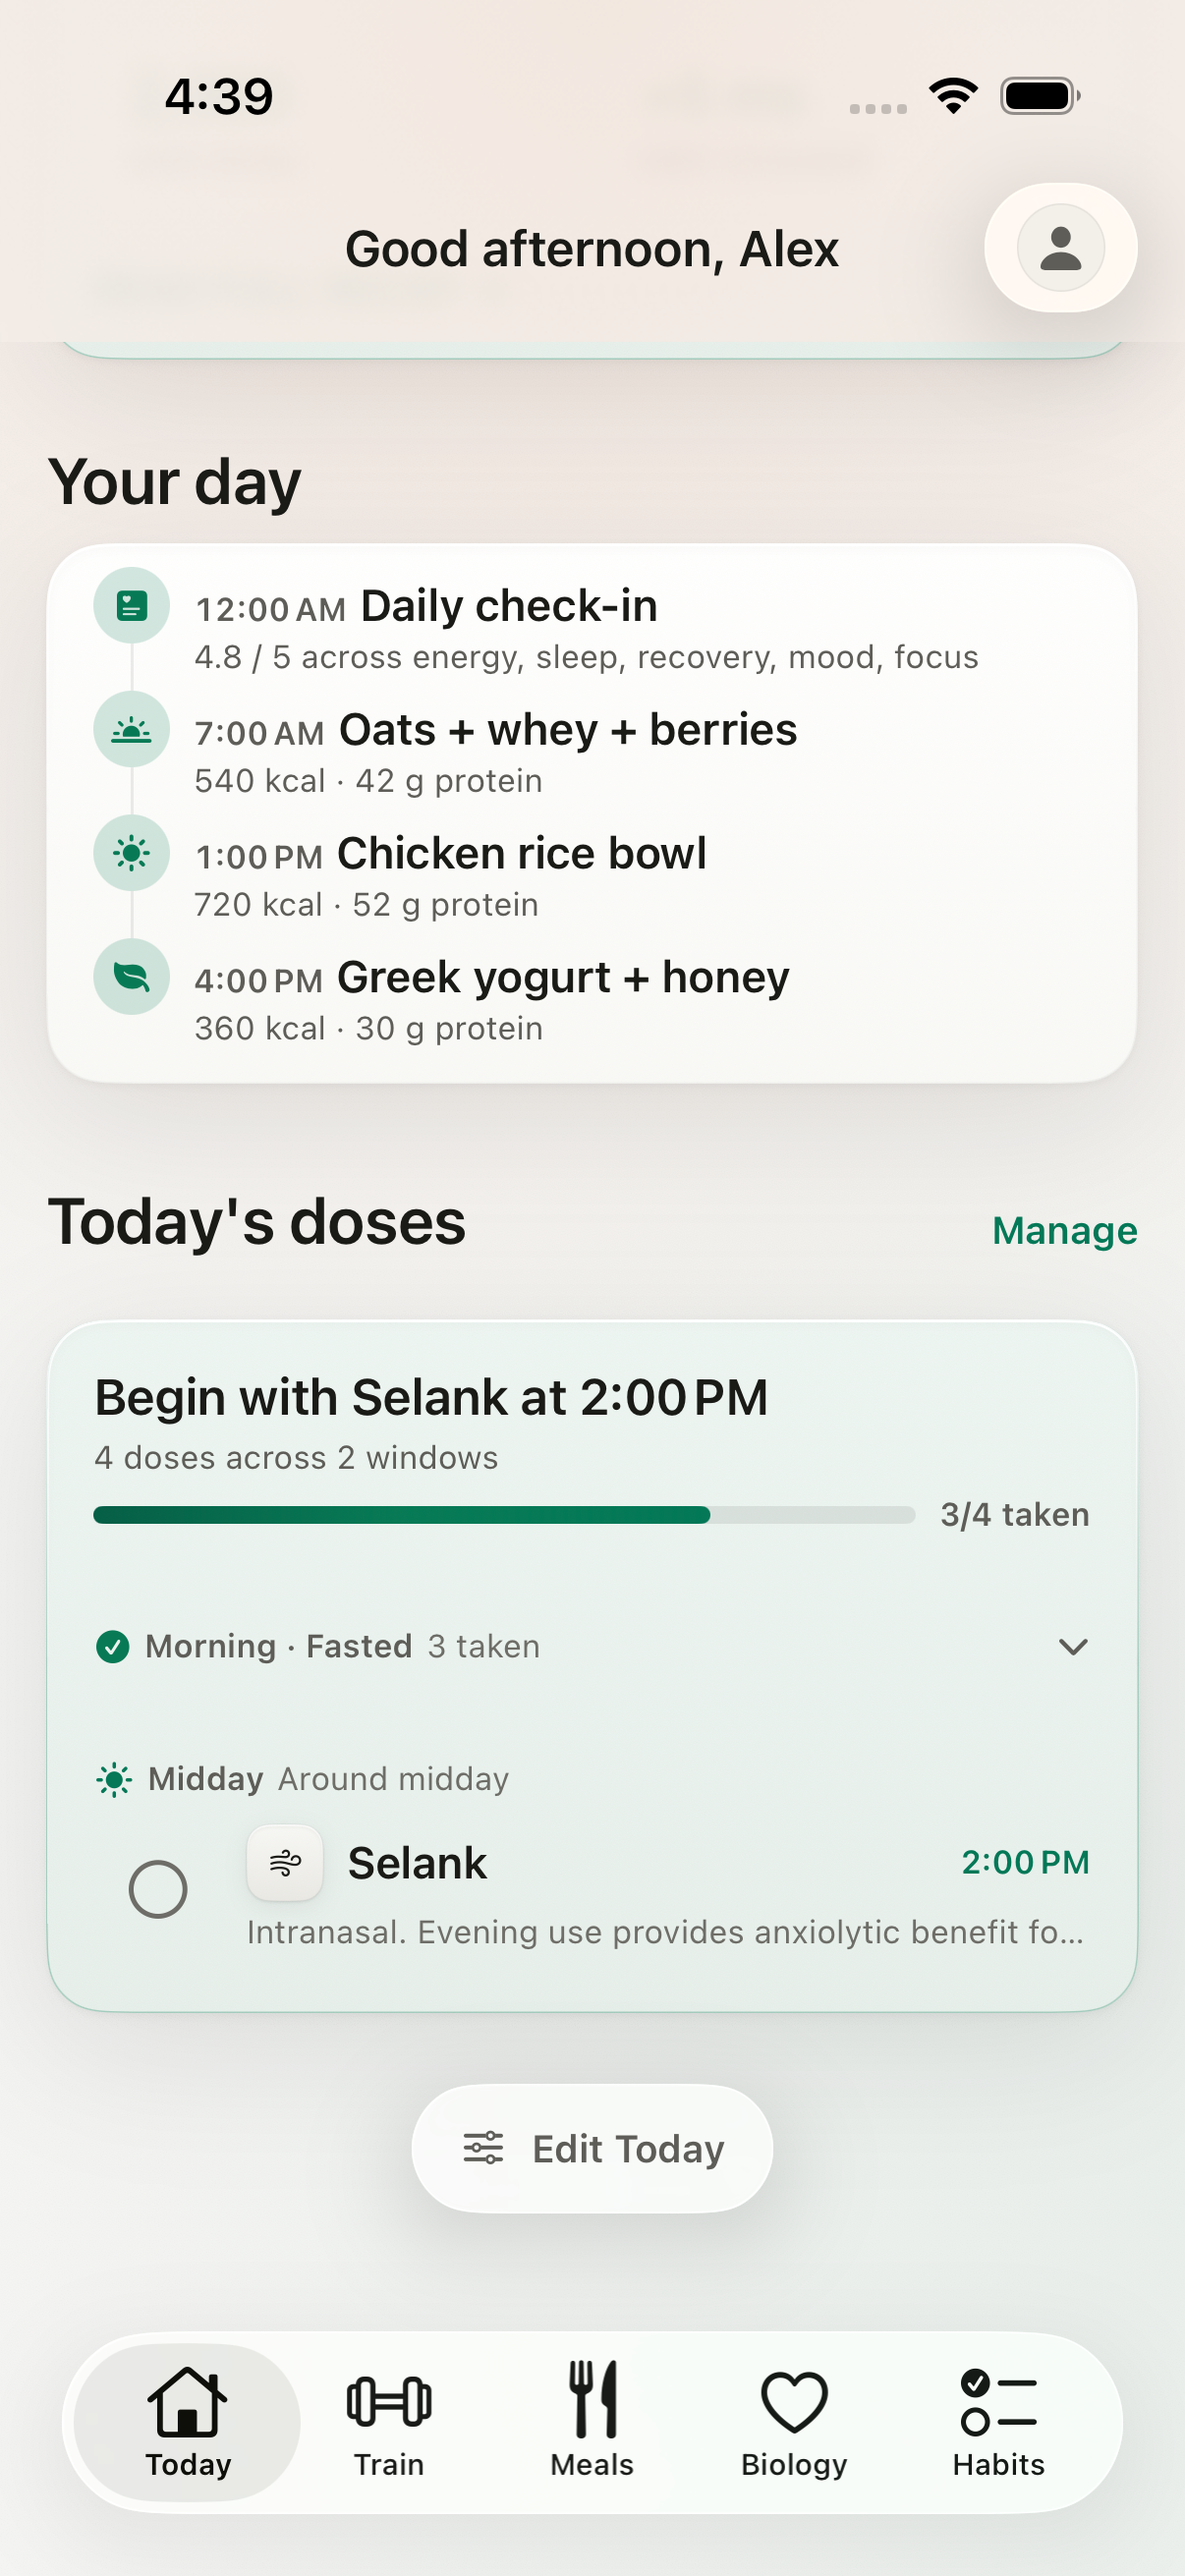 4:39
Good afternoon, Alex
Your day
12:00 AM Daily check-in
4.8 / 5 across energy, sleep, recovery, mood, focus
7:00 AM Oats + whey + berries
540 kcal · 42 g protein
1:00 PM Chicken rice bowl
720 kcal · 52 g protein
4:00 PM Greek yogurt + honey
360 kcal · 30 g protein
Today's doses
Manage
Begin with Selank at 2:00 PM
4 doses across 2 windows
3/4 taken
Morning · Fasted 3 taken
Midday Around midday
Selank 2:00 PM
Intranasal. Evening use provides anxiolytic benefit fo...
Edit Today
Today Train Meals Biology Habits